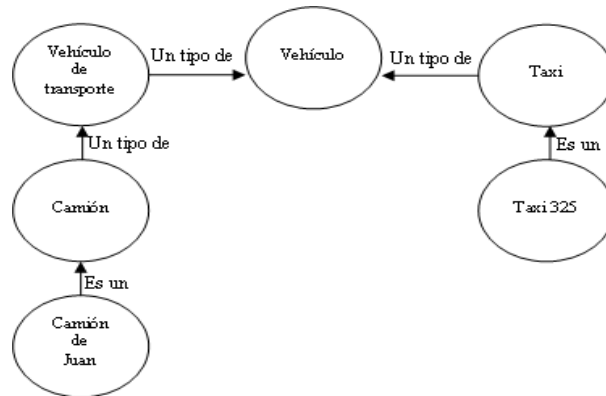 Vehículo
de
transporte
Un tipo de
Vehículo
Un tipo de
Taxi
Un tipo de
Es un
Camión
Taxi 325
Es un
Camión
de
Juan